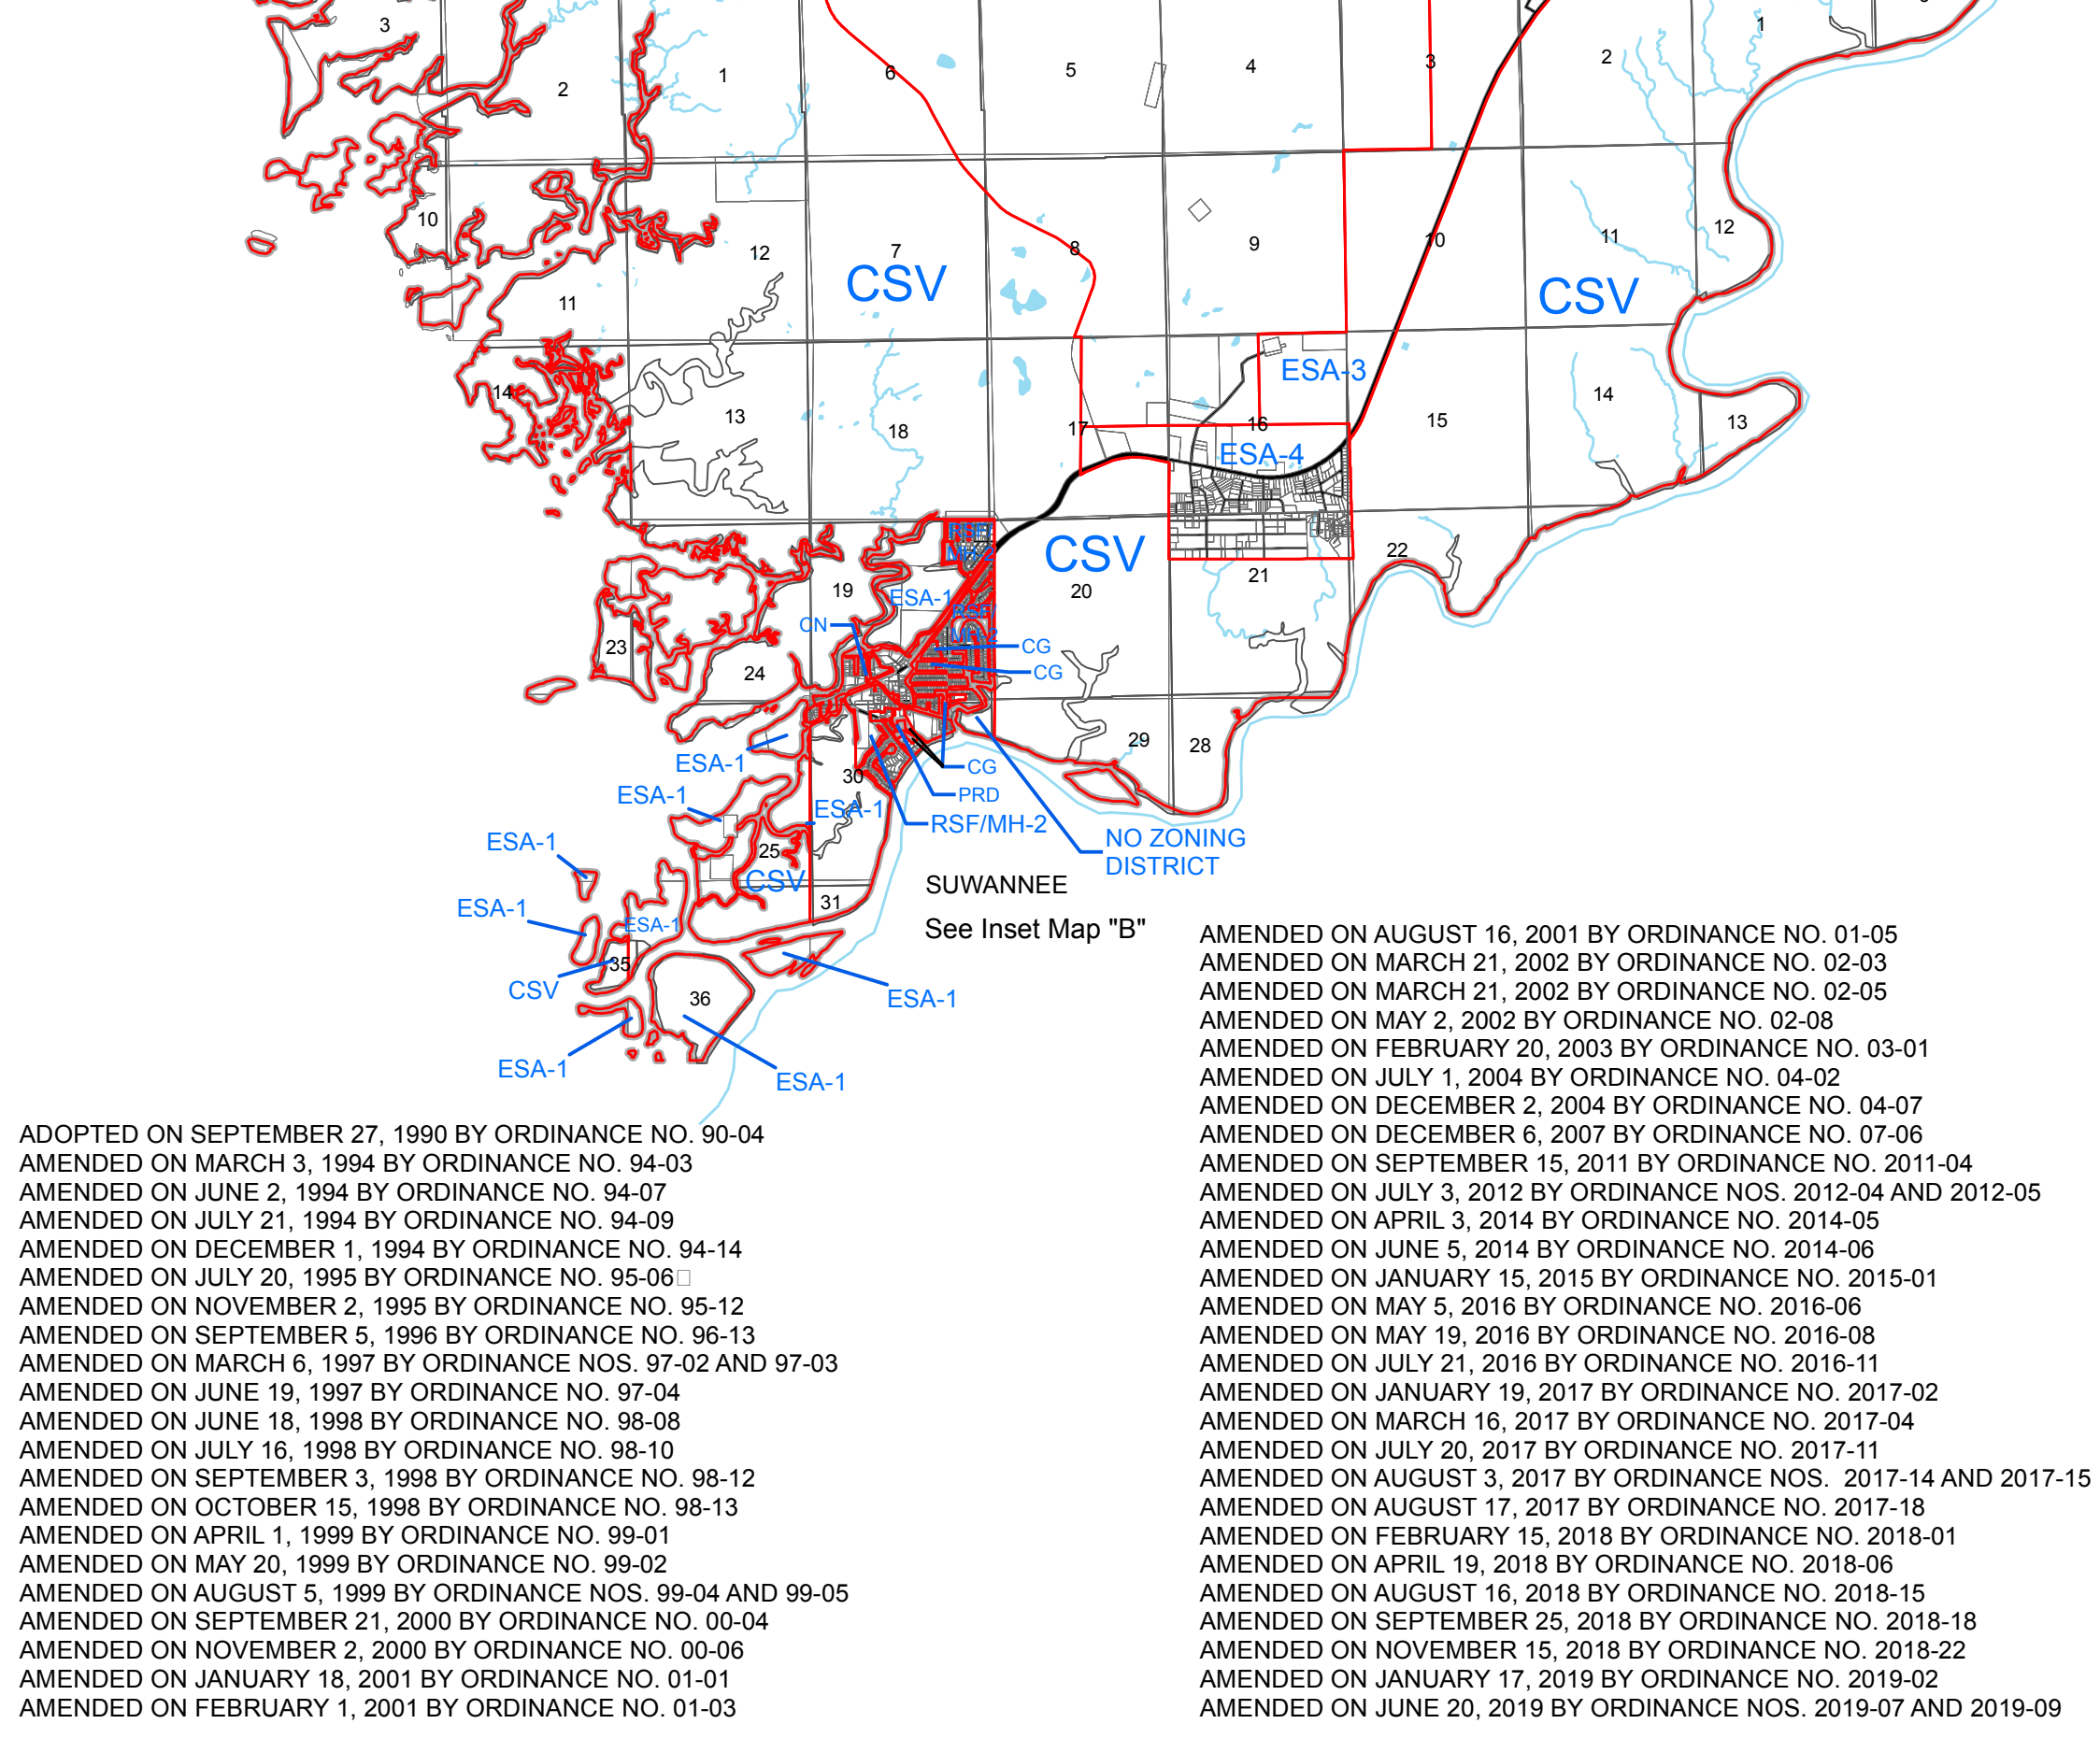 3
2
1
6
5
4
3
2
1
10
12
7
8
9
10
11
12
11
CSV
CSV
14
13
18
17
ESA-3
16
15
14
13
ESA-4
RSF/
MH-2
CSV
22
21
20
19
ESA-1
RSF/
MH-2
CN
CG
CG
23
24
29
28
ESA-1
30
CG
PRD
ESA-1
ESA-1
RSF/MH-2
NO ZONING
DISTRICT
ESA-1
25
CSV
SUWANNEE
31
ESA-1
ESA-1
See Inset Map "B"
35
CSV
36
ESA-1
ESA-1
ESA-1
ADOPTED ON SEPTEMBER 27, 1990 BY ORDINANCE NO. 90-04
AMENDED ON MARCH 3, 1994 BY ORDINANCE NO. 94-03
AMENDED ON JUNE 2, 1994 BY ORDINANCE NO. 94-07
AMENDED ON JULY 21, 1994 BY ORDINANCE NO. 94-09
AMENDED ON DECEMBER 1, 1994 BY ORDINANCE NO. 94-14
AMENDED ON JULY 20, 1995 BY ORDINANCE NO. 95-06
AMENDED ON NOVEMBER 2, 1995 BY ORDINANCE NO. 95-12
AMENDED ON SEPTEMBER 5, 1996 BY ORDINANCE NO. 96-13
AMENDED ON MARCH 6, 1997 BY ORDINANCE NOS. 97-02 AND 97-03
AMENDED ON JUNE 19, 1997 BY ORDINANCE NO. 97-04
AMENDED ON JUNE 18, 1998 BY ORDINANCE NO. 98-08
AMENDED ON JULY 16, 1998 BY ORDINANCE NO. 98-10
AMENDED ON SEPTEMBER 3, 1998 BY ORDINANCE NO. 98-12
AMENDED ON OCTOBER 15, 1998 BY ORDINANCE NO. 98-13
AMENDED ON APRIL 1, 1999 BY ORDINANCE NO. 99-01
AMENDED ON MAY 20, 1999 BY ORDINANCE NO. 99-02
AMENDED ON AUGUST 5, 1999 BY ORDINANCE NOS. 99-04 AND 99-05
AMENDED ON SEPTEMBER 21, 2000 BY ORDINANCE NO. 00-04
AMENDED ON NOVEMBER 2, 2000 BY ORDINANCE NO. 00-06
AMENDED ON JANUARY 18, 2001 BY ORDINANCE NO. 01-01
AMENDED ON FEBRUARY 1, 2001 BY ORDINANCE NO. 01-03
AMENDED ON AUGUST 16, 2001 BY ORDINANCE NO. 01-05
AMENDED ON MARCH 21, 2002 BY ORDINANCE NO. 02-03
AMENDED ON MARCH 21, 2002 BY ORDINANCE NO. 02-05
AMENDED ON MAY 2, 2002 BY ORDINANCE NO. 02-08
AMENDED ON FEBRUARY 20, 2003 BY ORDINANCE NO. 03-01
AMENDED ON JULY 1, 2004 BY ORDINANCE NO. 04-02
AMENDED ON DECEMBER 2, 2004 BY ORDINANCE NO. 04-07
AMENDED ON DECEMBER 6, 2007 BY ORDINANCE NO. 07-06
AMENDED ON SEPTEMBER 15, 2011 BY ORDINANCE NO. 2011-04
AMENDED ON JULY 3, 2012 BY ORDINANCE NOS. 2012-04 AND 2012-05
AMENDED ON APRIL 3, 2014 BY ORDINANCE NO. 2014-05
AMENDED ON JUNE 5, 2014 BY ORDINANCE NO. 2014-06
AMENDED ON JANUARY 15, 2015 BY ORDINANCE NO. 2015-01
AMENDED ON MAY 5, 2016 BY ORDINANCE NO. 2016-06
AMENDED ON MAY 19, 2016 BY ORDINANCE NO. 2016-08
AMENDED ON JULY 21, 2016 BY ORDINANCE NO. 2016-11
AMENDED ON JANUARY 19, 2017 BY ORDINANCE NO. 2017-02
AMENDED ON MARCH 16, 2017 BY ORDINANCE NO. 2017-04
AMENDED ON JULY 20, 2017 BY ORDINANCE NO. 2017-11
AMENDED ON AUGUST 3, 2017 BY ORDINANCE NOS.  2017-14 AND 2017-15
AMENDED ON AUGUST 17, 2017 BY ORDINANCE NO. 2017-18
AMENDED ON FEBRUARY 15, 2018 BY ORDINANCE NO. 2018-01
AMENDED ON APRIL 19, 2018 BY ORDINANCE NO. 2018-06
AMENDED ON AUGUST 16, 2018 BY ORDINANCE NO. 2018-15
AMENDED ON SEPTEMBER 25, 2018 BY ORDINANCE NO. 2018-18
AMENDED ON NOVEMBER 15, 2018 BY ORDINANCE NO. 2018-22
AMENDED ON JANUARY 17, 2019 BY ORDINANCE NO. 2019-02
AMENDED ON JUNE 20, 2019 BY ORDINANCE NOS. 2019-07 AND 2019-09